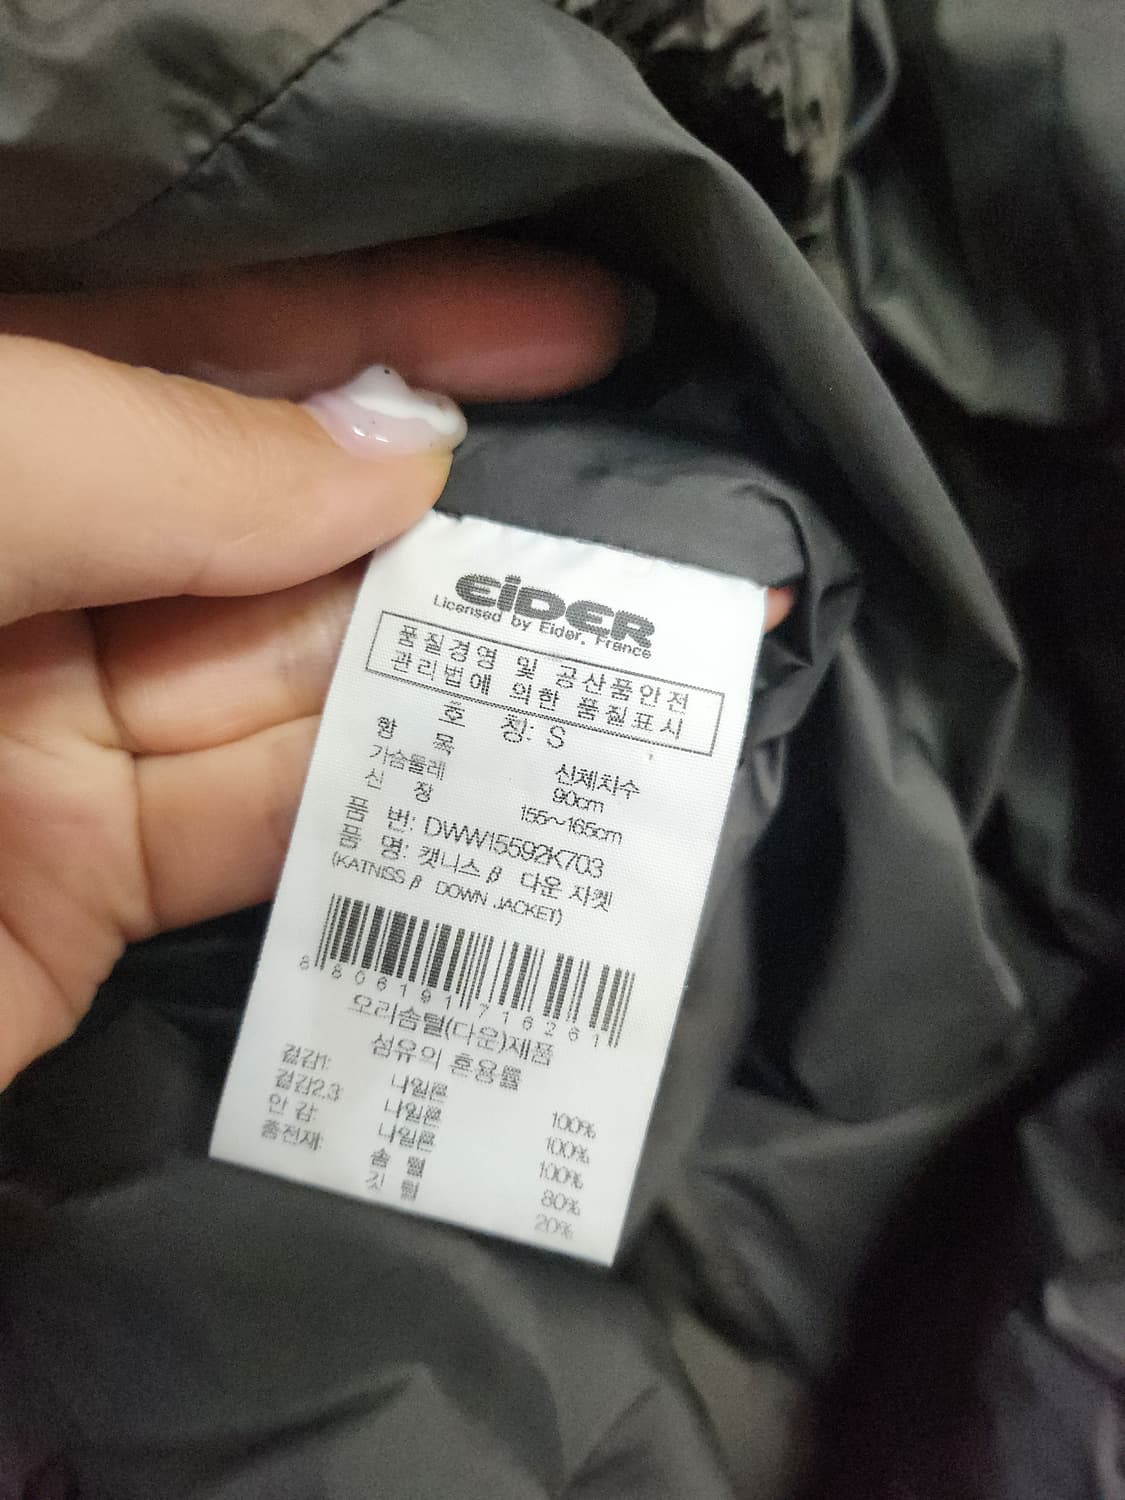 EiDER
Licensed by Eider, France
품질경영 및 공산품안전
관리법에 의한 품질표시
호 칭: S
항 목 신체치수
가슴둘레 90cm
신 장 155~165cm
품 번: DWW15592K703
품 명: 캣니스 β 다운 자켓
(KATNISS β DOWN JACKET)
8 806191 716261
오리솜털(다운)제품
섬유의 혼용률
겉감1: 나일론 100%
겉감2,3: 나일론 100%
안 감: 나일론 100%
충전재: 솜 털 80%
깃 털 20%